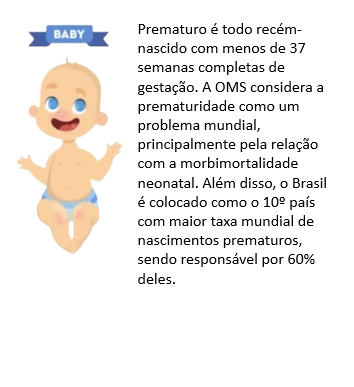 BABY
Prematuro é todo recém-
nascido com menos de 37
semanas completas de
gestação. A OMS considera a
prematuridade como um
problema mundial,
principalmente pela relação
com a morbimortalidade
neonatal. Além disso, o Brasil
é colocado como o 10º país
com maior taxa mundial de
nascimentos prematuros,
sendo responsável por 60%
deles.